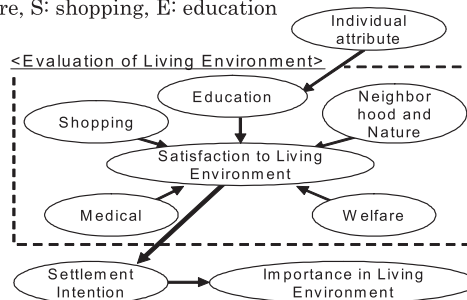 re, S: shopping, E: education
Individual
attribute
<Evaluation of Living Environment>
Education
Neighbor
hood and
Nature
Shopping
Satisfaction to Living
Environment
Medical
Welfare
Settlement
Intention
Importance in Living
Environment